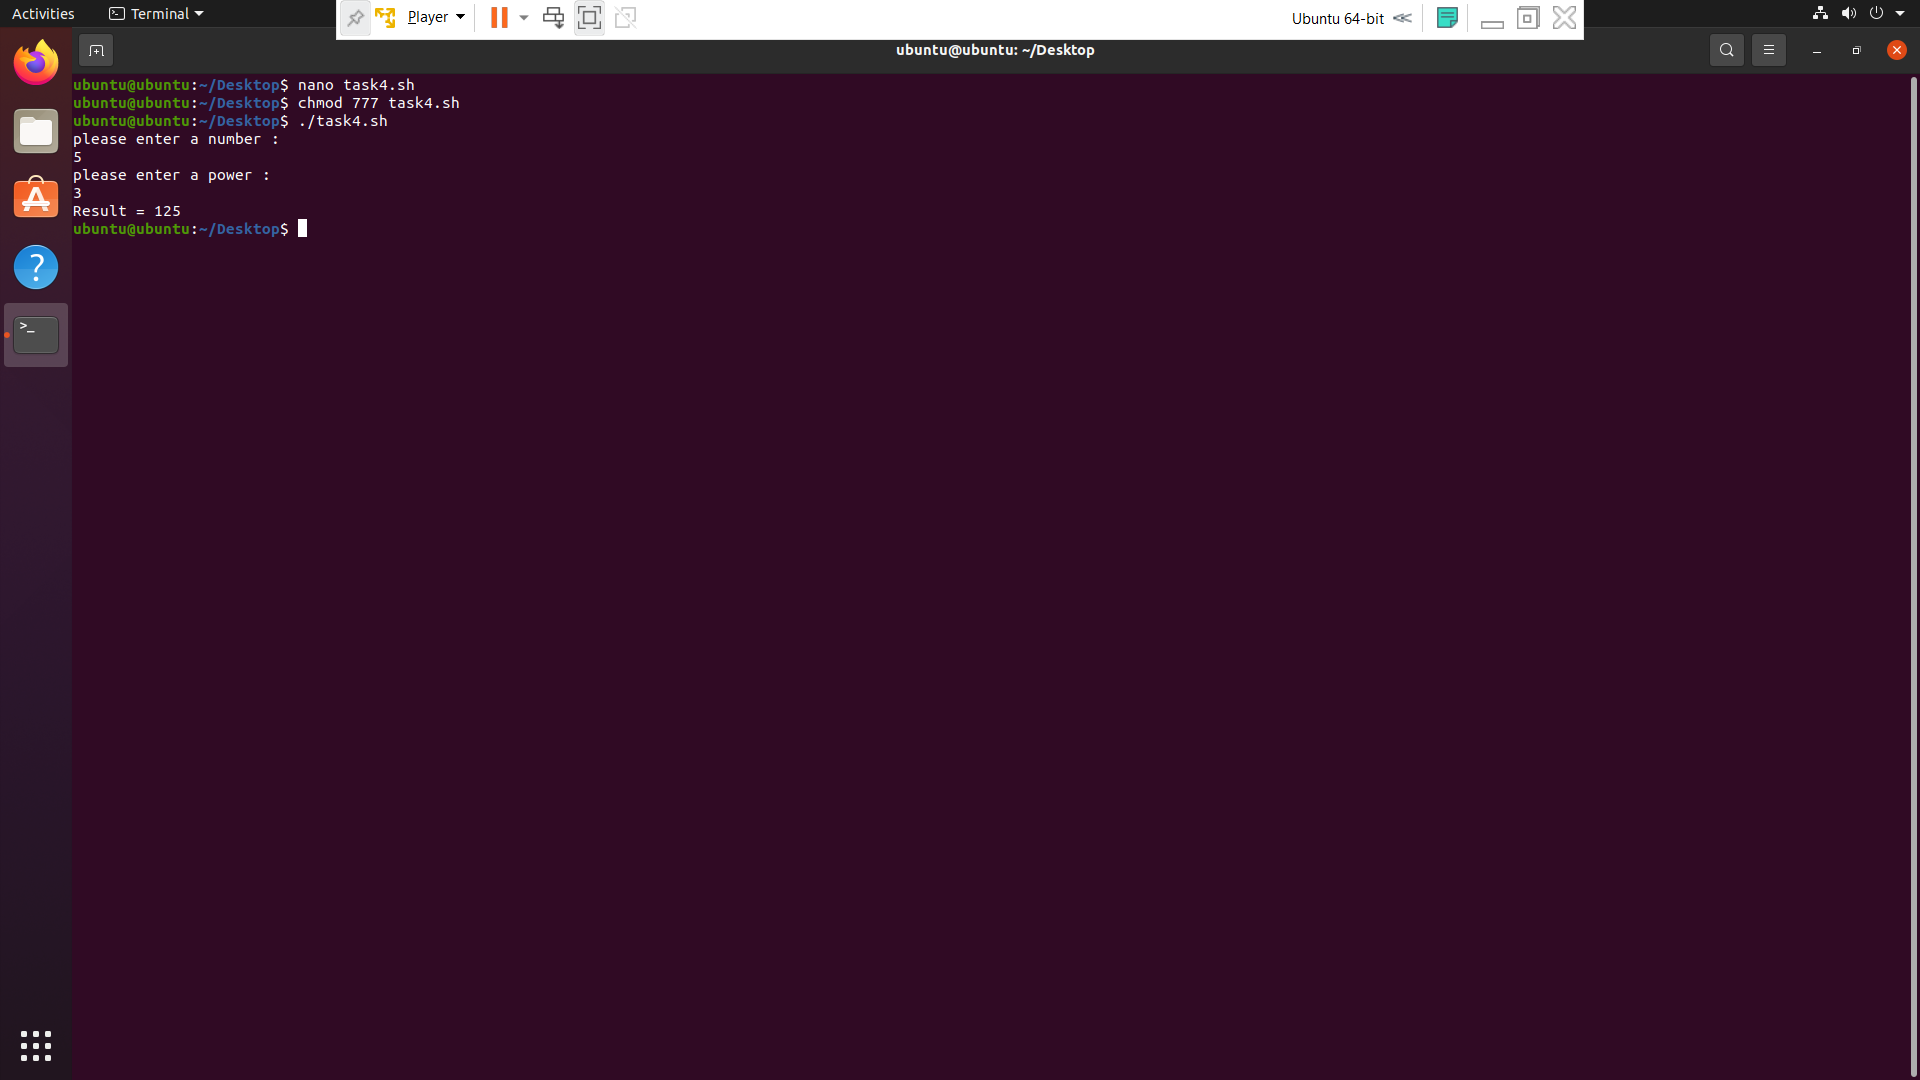 Activities
Terminal
Player
Ubuntu 64-bit
ubuntu@ubuntu: ~/Desktop
ubuntu@ubuntu:~/Desktop$ nano task4.sh
ubuntu@ubuntu:~/Desktop$ chmod 777 task4.sh
ubuntu@ubuntu:~/Desktop$ ./task4.sh
please enter a number :
5
please enter a power :
3
Result = 125
ubuntu@ubuntu:~/Desktop$